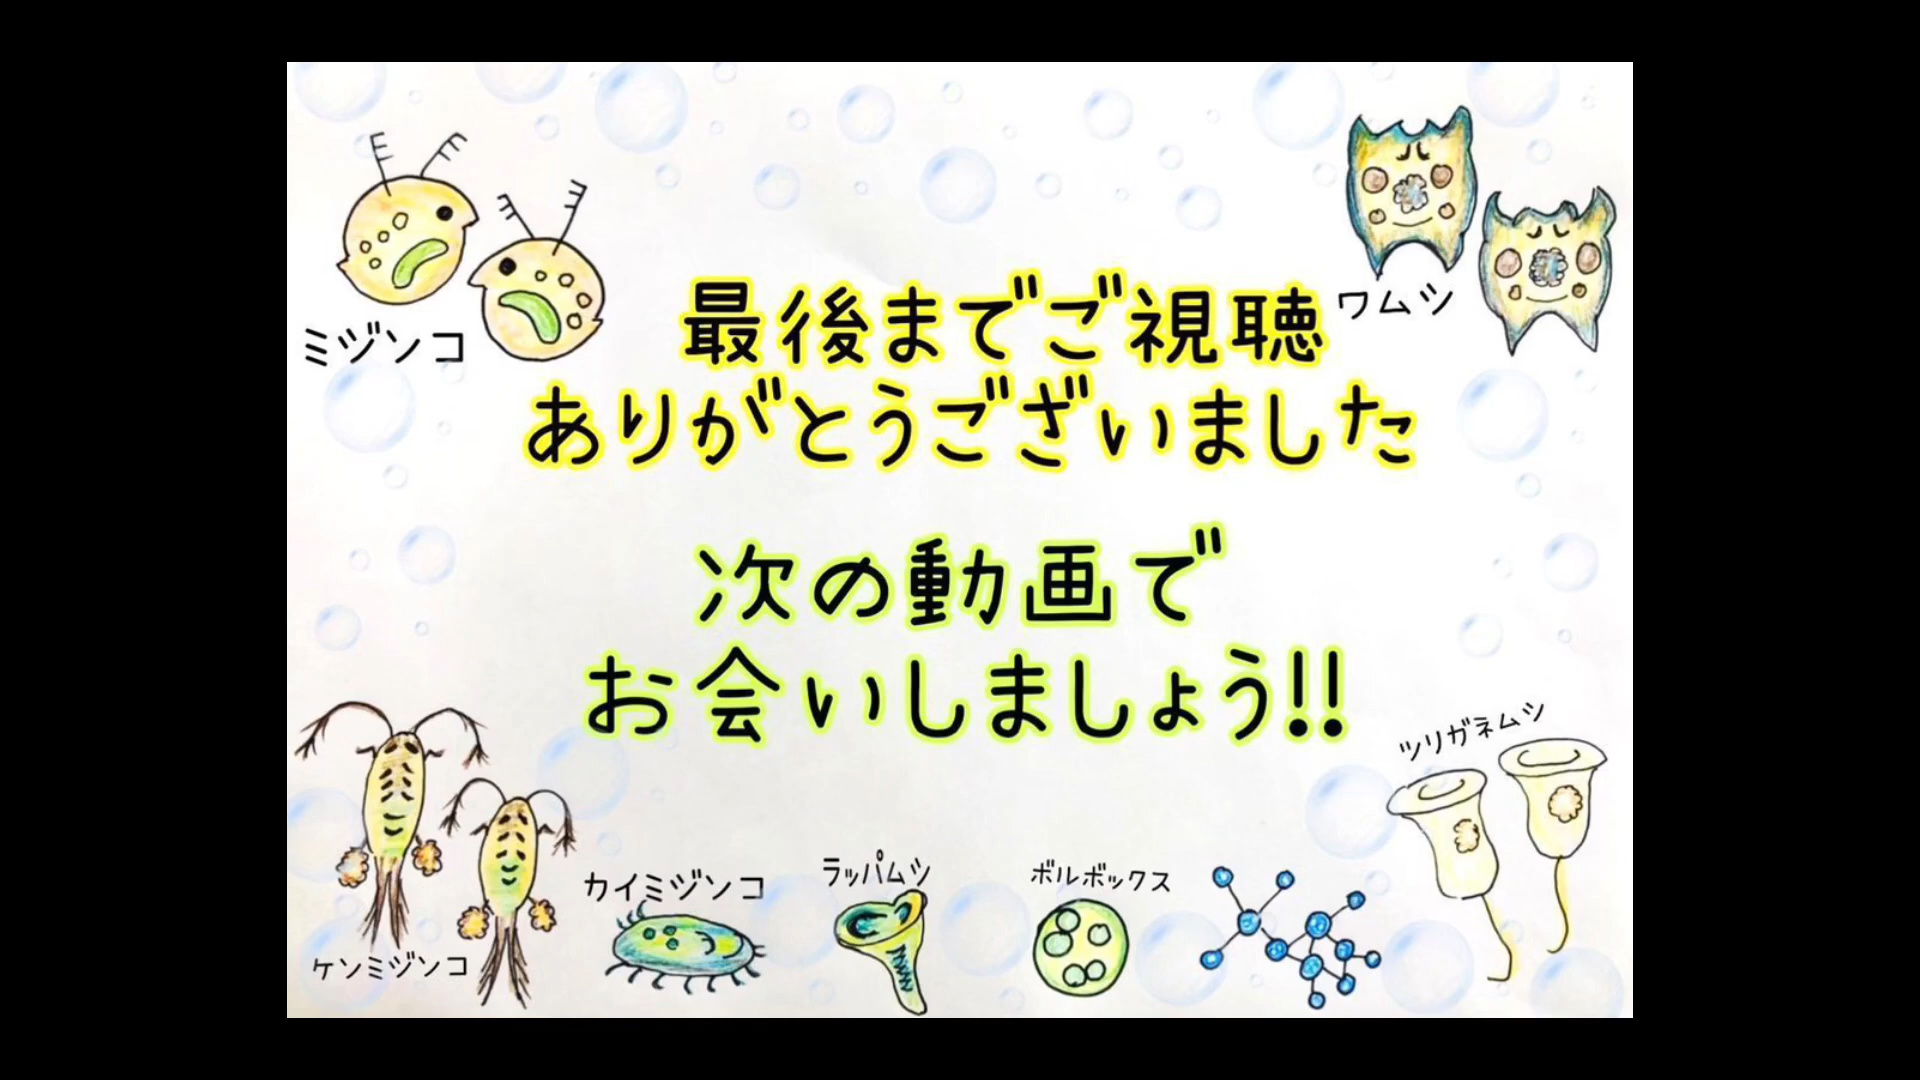 ミジンコ
ワムシ
最後までご視聴
ありがとうございました
次の動画で
お会いしましょう!!
ツリガネムシ
ケンミジンコ
カイミジンコ
ラッパムシ
ボルボックス